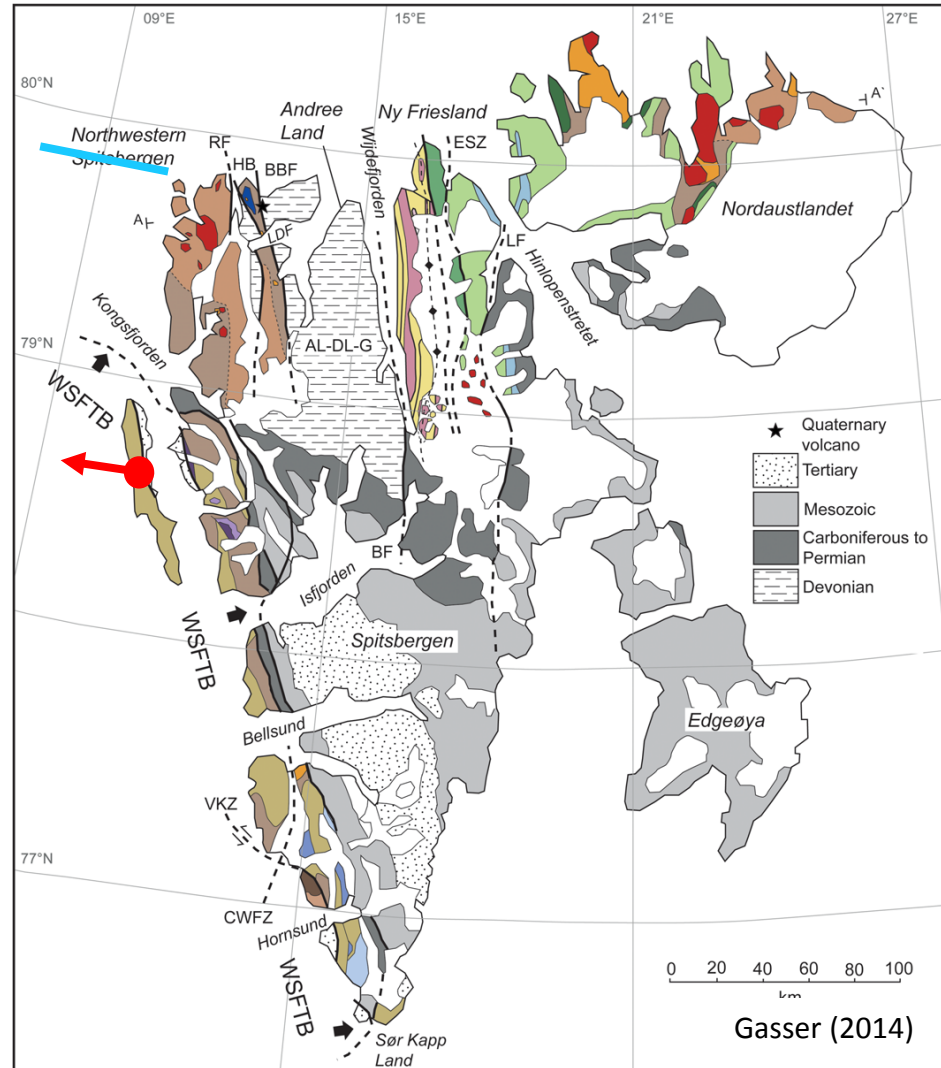 09°E
15°E
21°E
27°E
80°N
Northwestern
Spitsbergen
RF
HB
BBF
Andree
Land
Wijdefjorden
Ny Friesland
ESZ
A`
A
LDF
Nordaustlandet
LF
Hinlopenstretet
Kongsfjorden
79°N
AL-DL-G
WSFTB
Quaternary
volcano
Tertiary
Mesozoic
Carboniferous to
Permian
Devonian
BF
Isfjorden
WSFTB
Spitsbergen
Edgeøya
Bellsund
VKZ
77°N
CWFZ
Hornsund
WSFTB
Sør Kapp
Land
0 20 40 60 80 100
km
Gasser (2014)